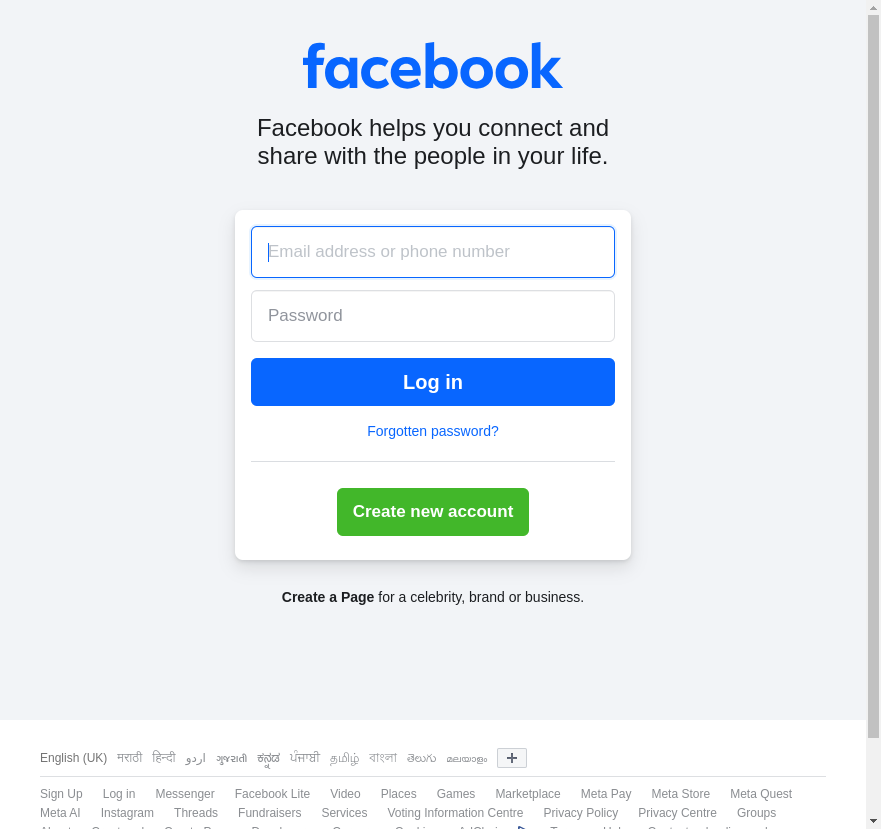 facebook
Facebook helps you connect and
share with the people in your life.
Email address or phone number
Password
Log in
Forgotten password?
Create new account
Create a Page for a celebrity, brand or business.
English (UK) मराठी हिन्दी اردو ગુજરાતી ಕನ್ನಡ ਪੰਜਾਬੀ தமிழ் বাংলা తెలుగు മലയാളം
Sign Up Log in Messenger Facebook Lite Video Places Games Marketplace Meta Pay Meta Store Meta Quest
Meta AI Instagram Threads Fundraisers Services Voting Information Centre Privacy Policy Privacy Centre Groups